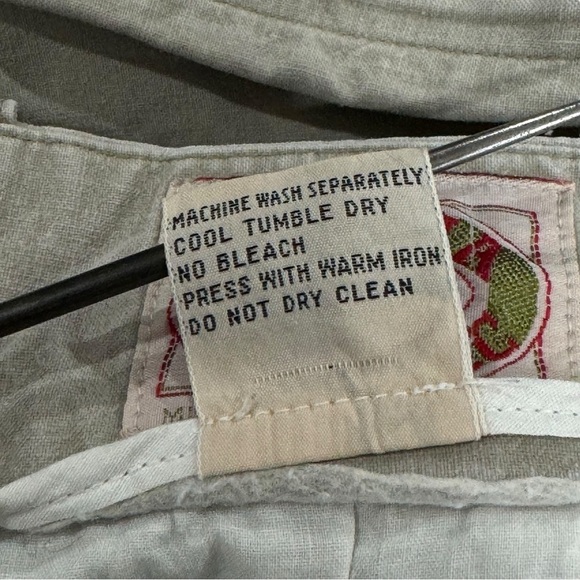 MACHINE WASH SEPARATELY
COOL TUMBLE DRY
NO BLEACH
PRESS WITH WARM IRON
DO NOT DRY CLEAN